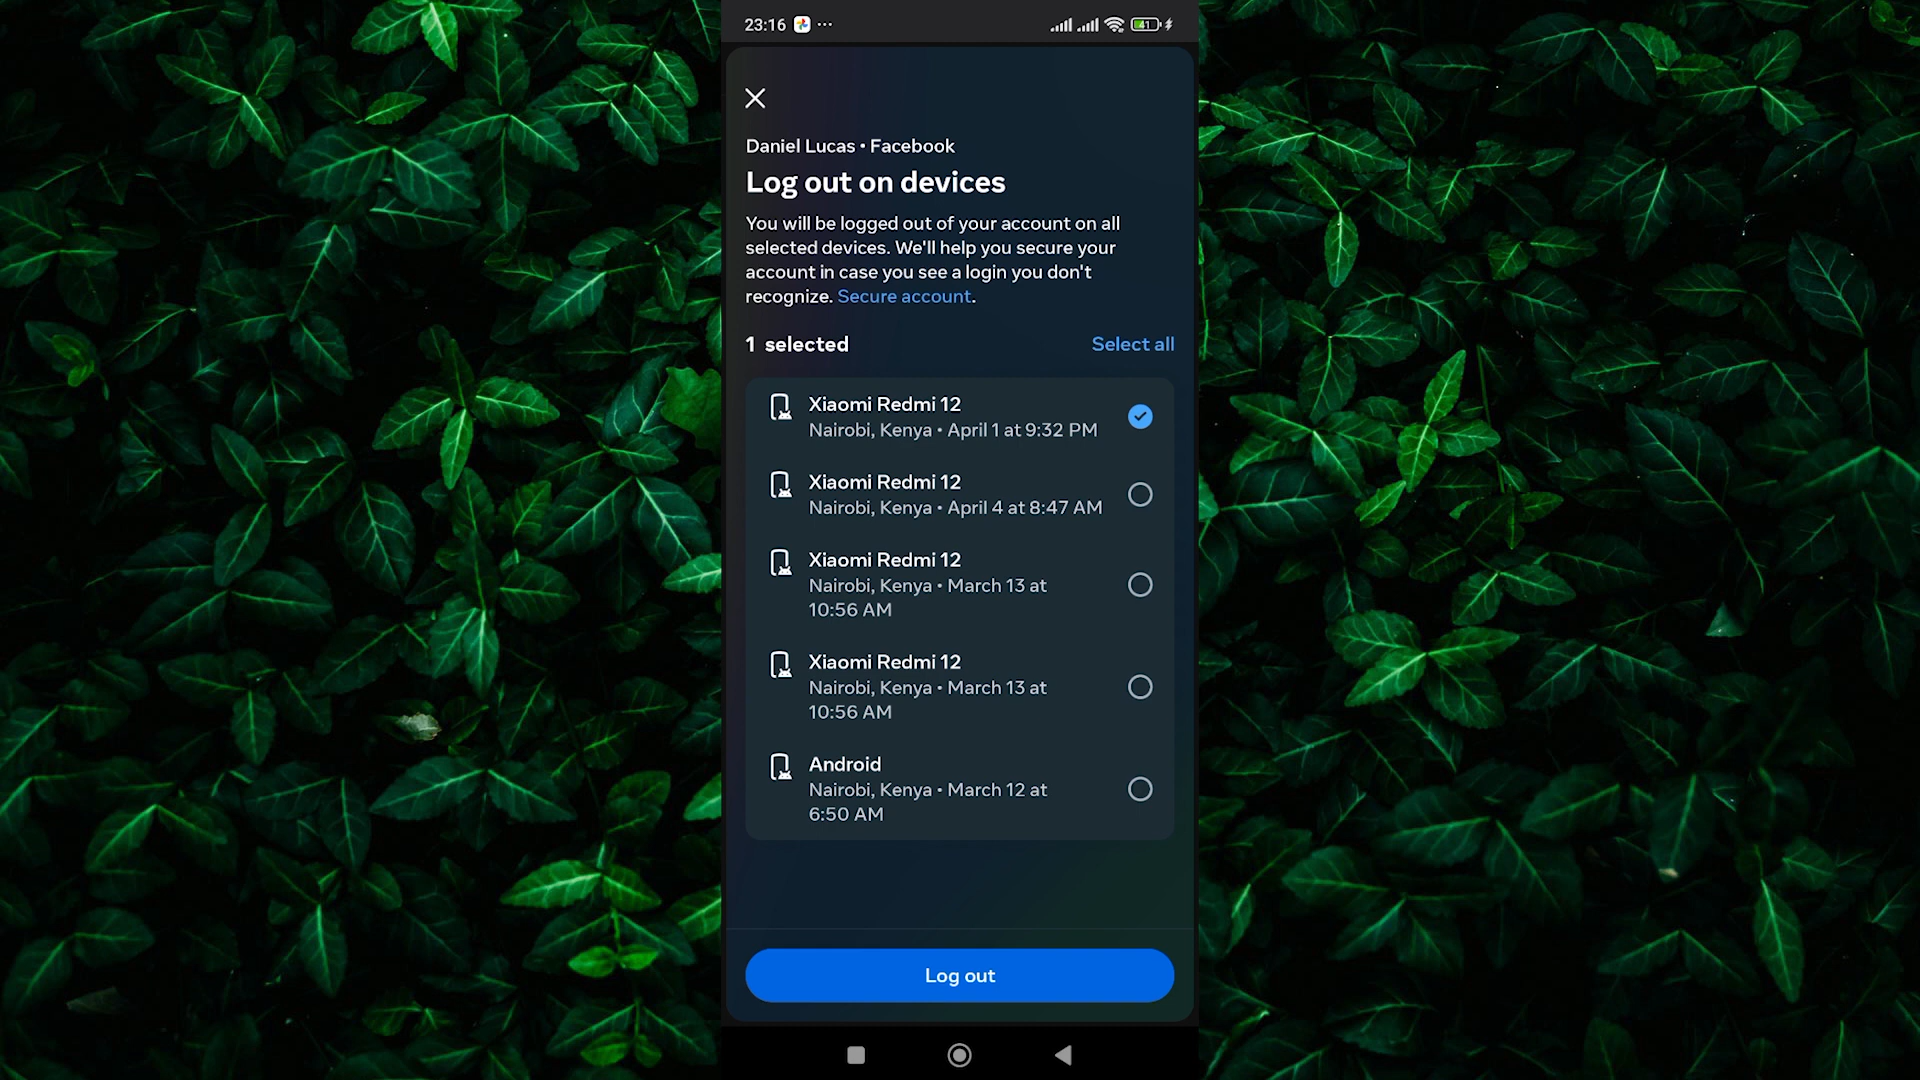 23:16 ...
41
Daniel Lucas • Facebook
Log out on devices
You will be logged out of your account on all
selected devices. We'll help you secure your
account in case you see a login you don't
recognize. Secure account.
1 selected
Select all
Xiaomi Redmi 12
Nairobi, Kenya • April 1 at 9:32 PM
Xiaomi Redmi 12
Nairobi, Kenya • April 4 at 8:47 AM
Xiaomi Redmi 12
Nairobi, Kenya • March 13 at
10:56 AM
Xiaomi Redmi 12
Nairobi, Kenya • March 13 at
10:56 AM
Android
Nairobi, Kenya • March 12 at
6:50 AM
Log out